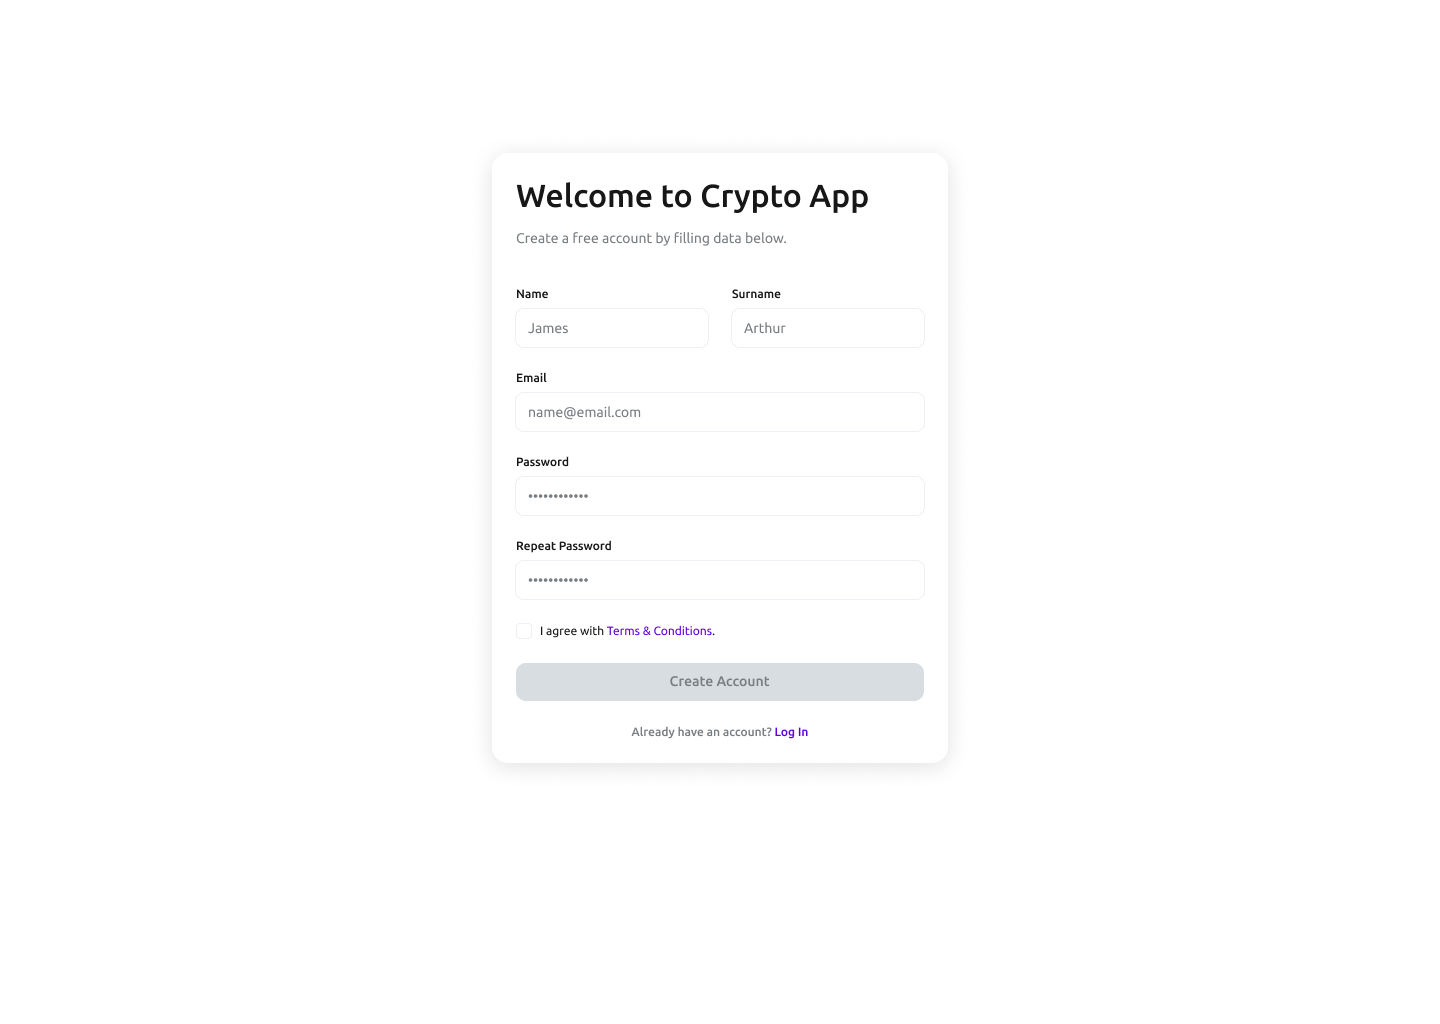 Welcome to Crypto App
Create a free account by filling data below.
Name Surname
James Arthur
Email
name@email.com
Password
••••••••••••
Repeat Password
••••••••••••
I agree with Terms & Conditions.
Create Account
Already have an account? Log In